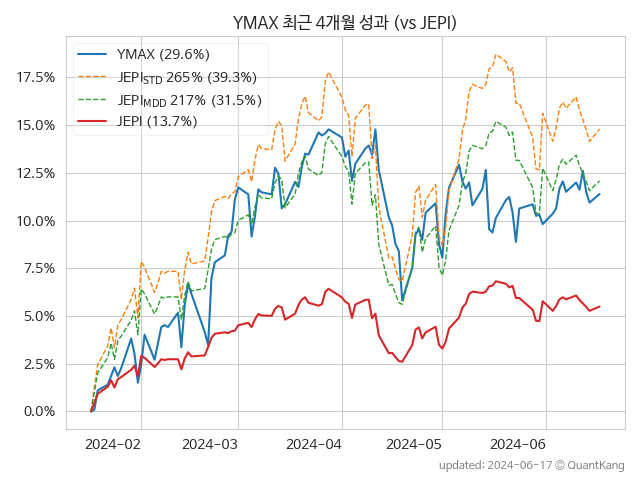 YMAX 최근 4개월 성과 (vs JEPI)
YMAX (29.6%)
JEPI_STD 265% (39.3%)
JEPI_MDD 217% (31.5%)
JEPI (13.7%)
17.5%
15.0%
12.5%
10.0%
7.5%
5.0%
2.5%
0.0%
2024-02 2024-03 2024-04 2024-05 2024-06
updated: 2024-06-17 © QuantKang